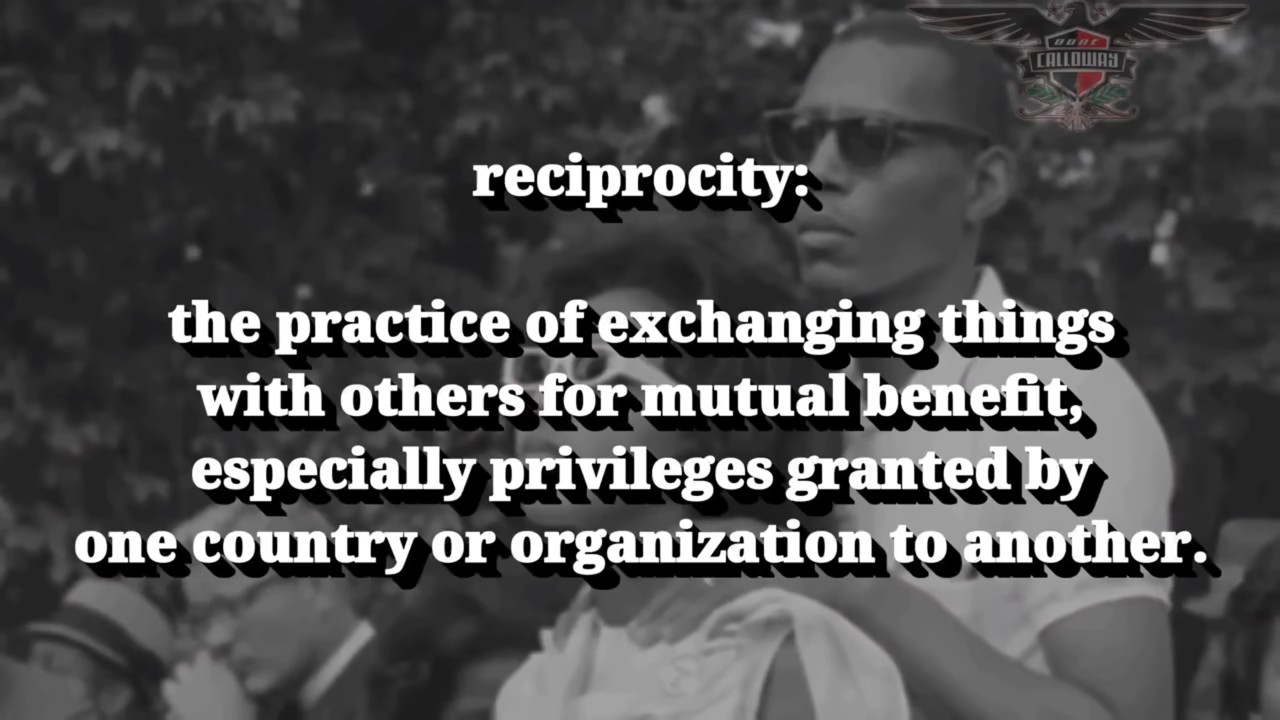 DANE
CALLOWAY
reciprocity:
the practice of exchanging things
with others for mutual benefit,
especially privileges granted by
one country or organization to another.